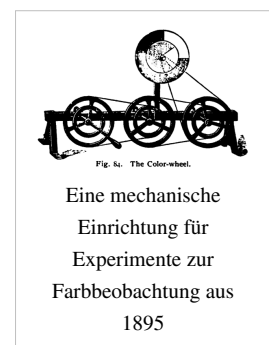 Fig. 84. The Color-wheel.
Eine mechanische
Einrichtung für
Experimente zur
Farbbeobachtung aus
1895